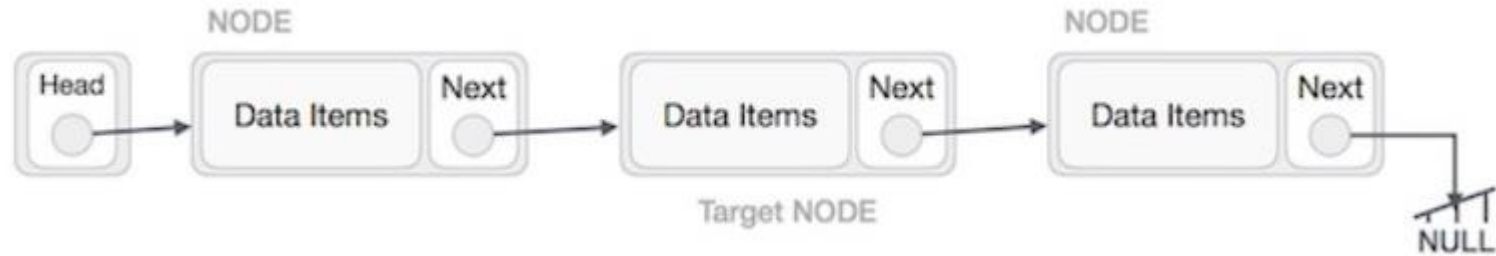 NODE
NODE
Head
Data Items
Next
Data Items
Next
Data Items
Next
Target NODE
NULL